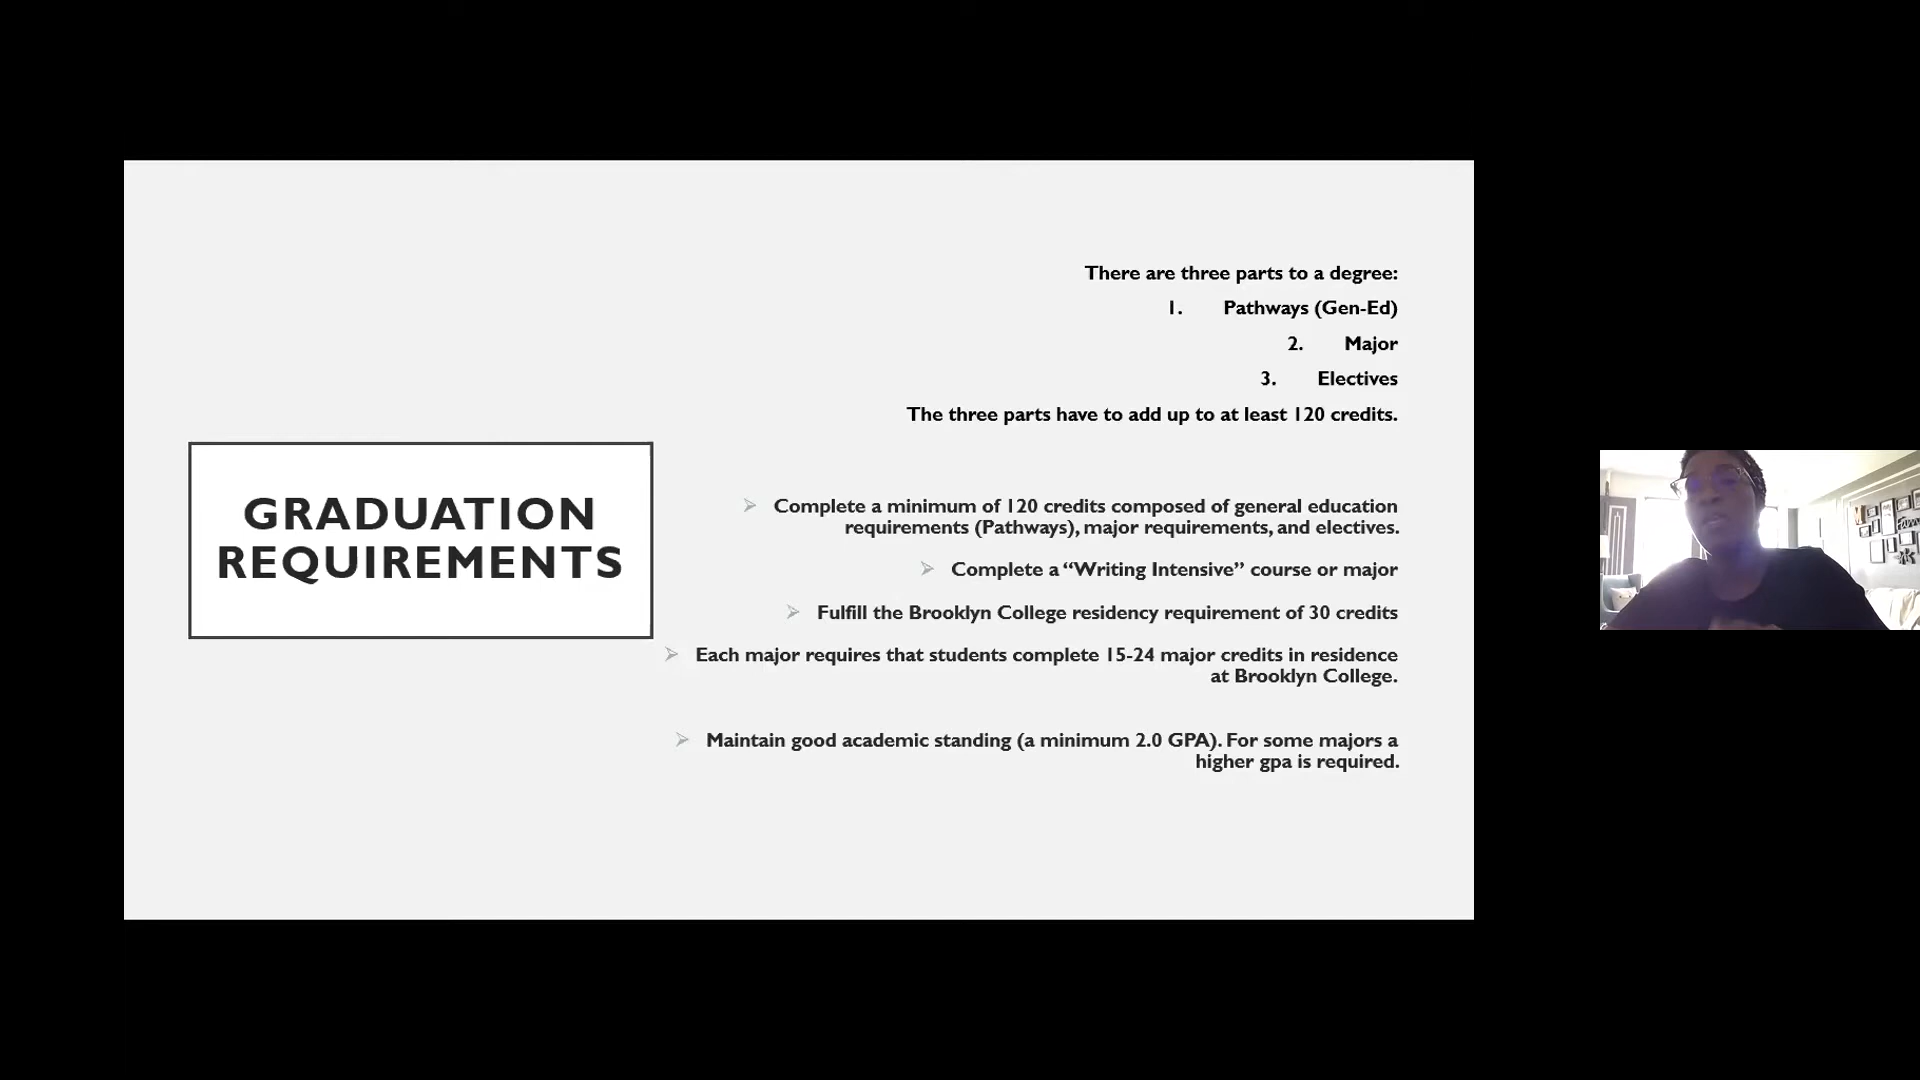 GRADUATION
REQUIREMENTS
There are three parts to a degree:
1. Pathways (Gen-Ed)
2. Major
3. Electives
The three parts have to add up to at least 120 credits.
Complete a minimum of 120 credits composed of general education
requirements (Pathways), major requirements, and electives.
Complete a “Writing Intensive” course or major
Fulfill the Brooklyn College residency requirement of 30 credits
Each major requires that students complete 15-24 major credits in residence
at Brooklyn College.
Maintain good academic standing (a minimum 2.0 GPA). For some majors a
higher gpa is required.